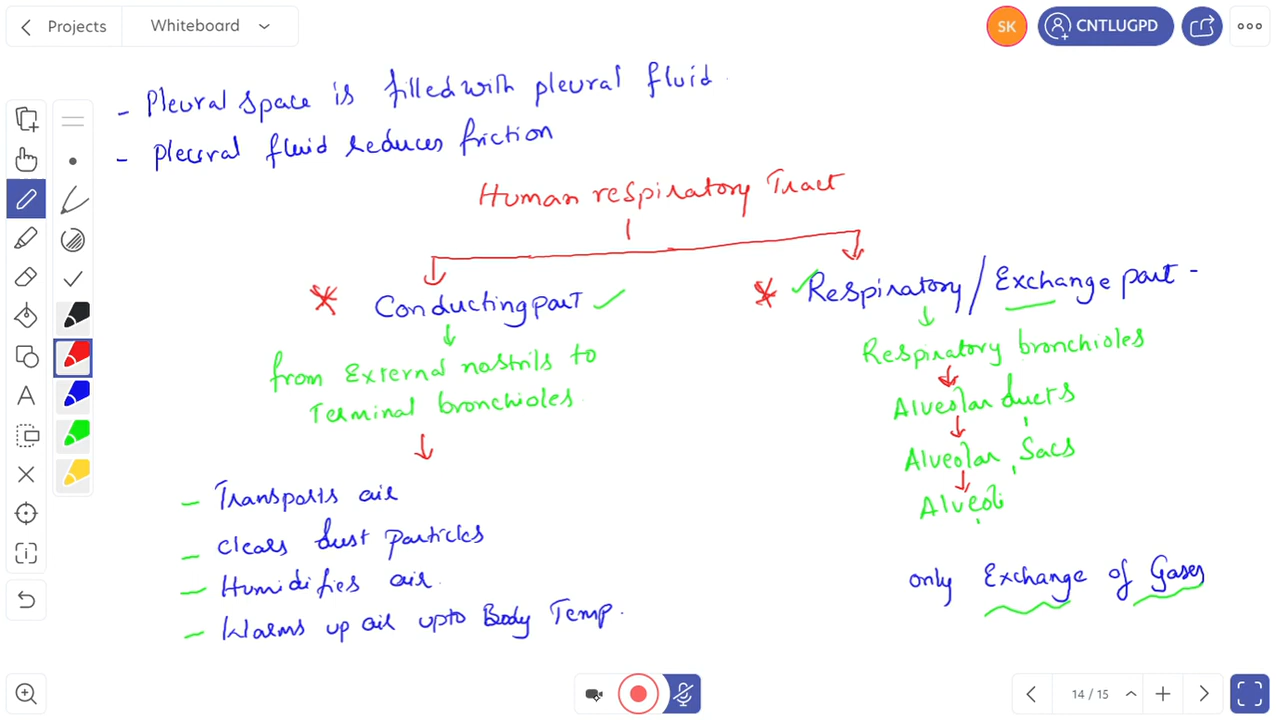 Projects
Whiteboard
SK
CNTLUGPD
- Pleural space is filled with pleural fluid.
- Pleural fluid reduces friction
Human respiratory Tract
* Conducting part ✓
* ✓ Respiratory / Exchange part -
from External nostrils to
Terminal bronchioles.
Respiratory bronchioles
Alveolar ducts
Alveolar Sacs
Alveoli
- Transports air
- Clears dust particles
- Humidifies air.
- Warms up air upto Body Temp.
only Exchange of Gases
A
14 / 15